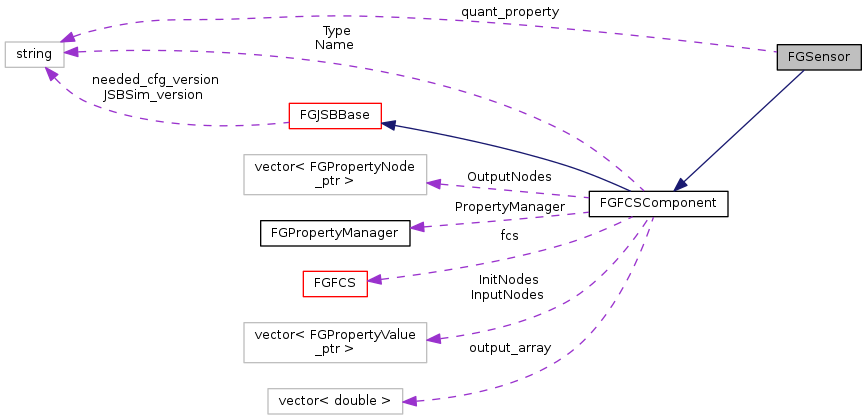 quant_property
Type
Name
string
FGSensor
needed_cfg_version
JSBSim_version
FGJSBBase
vector< FGPropertyNode
_ptr >
OutputNodes
FGFCSComponent
PropertyManager
FGPropertyManager
fcs
FGFCS
InitNodes
InputNodes
vector< FGPropertyValue
_ptr >
output_array
vector< double >